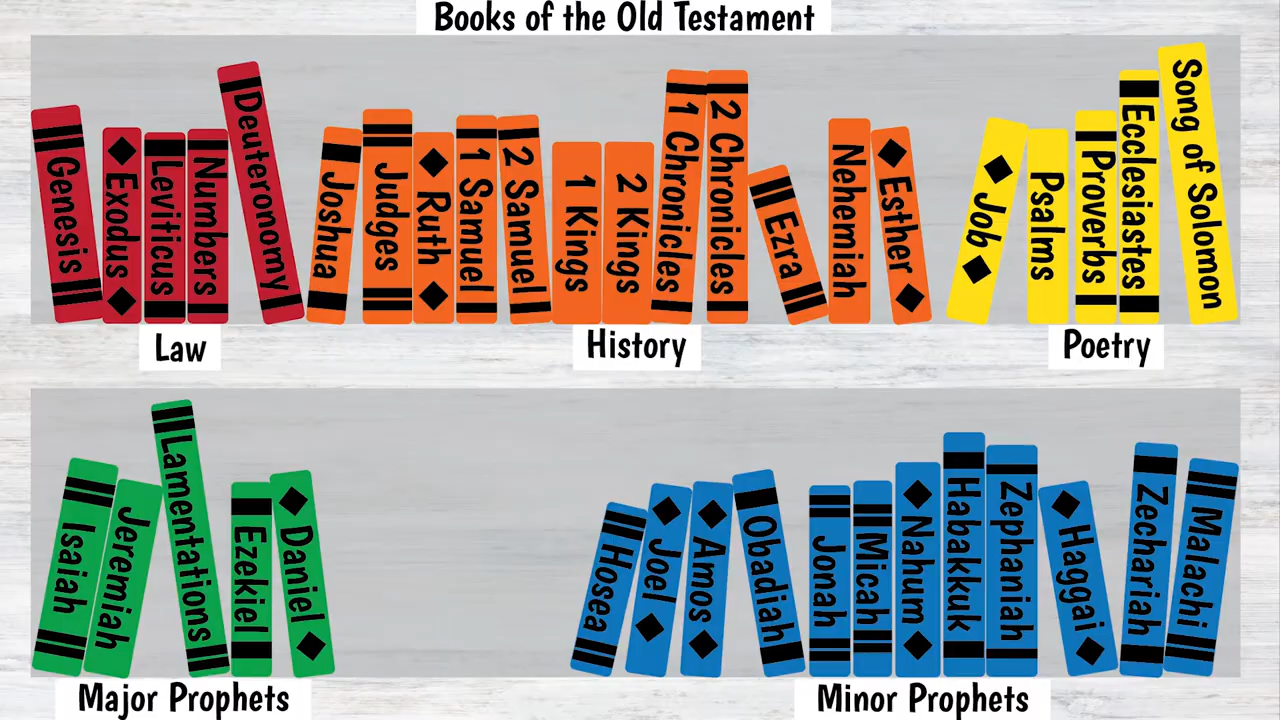 Books of the Old Testament
Genesis
Exodus
Leviticus
Numbers
Deuteronomy
Joshua
Judges
Ruth
1 Samuel
2 Samuel
1 Kings
2 Kings
1 Chronicles
2 Chronicles
Ezra
Nehemiah
Esther
Job
Psalms
Proverbs
Ecclesiastes
Song of Solomon
Law
History
Poetry
Isaiah
Jeremiah
Lamentations
Ezekiel
Daniel
Hosea
Joel
Amos
Obadiah
Jonah
Micah
Nahum
Habakkuk
Zephaniah
Haggai
Zechariah
Malachi
Major Prophets
Minor Prophets